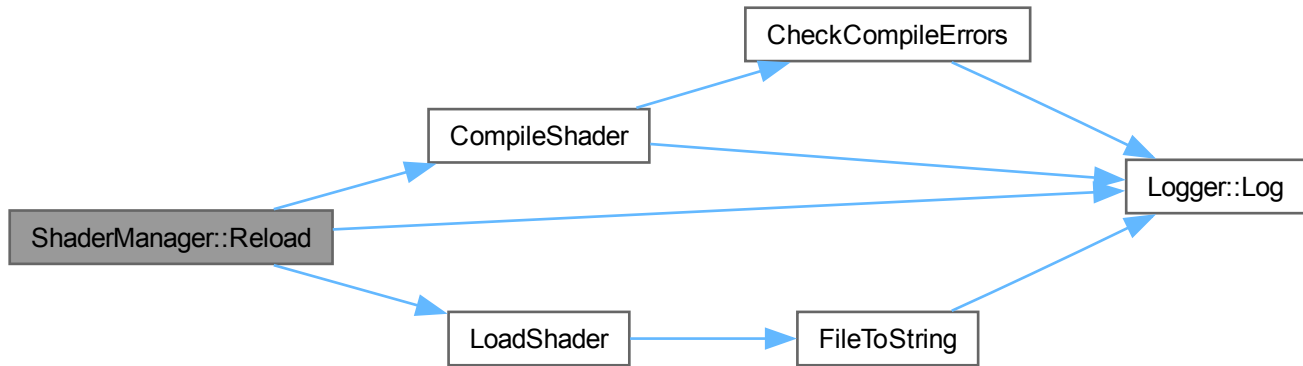 CheckCompileErrors
CompileShader
Logger::Log
ShaderManager::Reload
LoadShader
FileToString